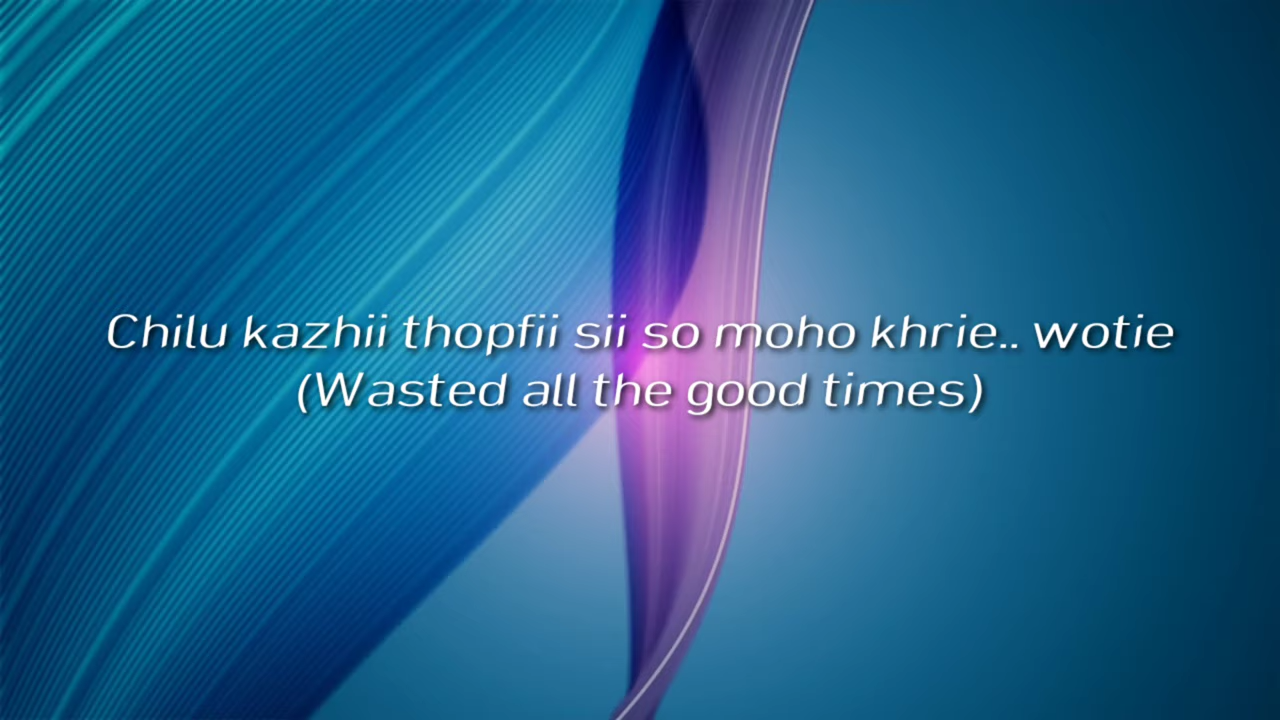 Chilu kazhii thopfii sii so moho khrie.. wotie
(Wasted all the good times)